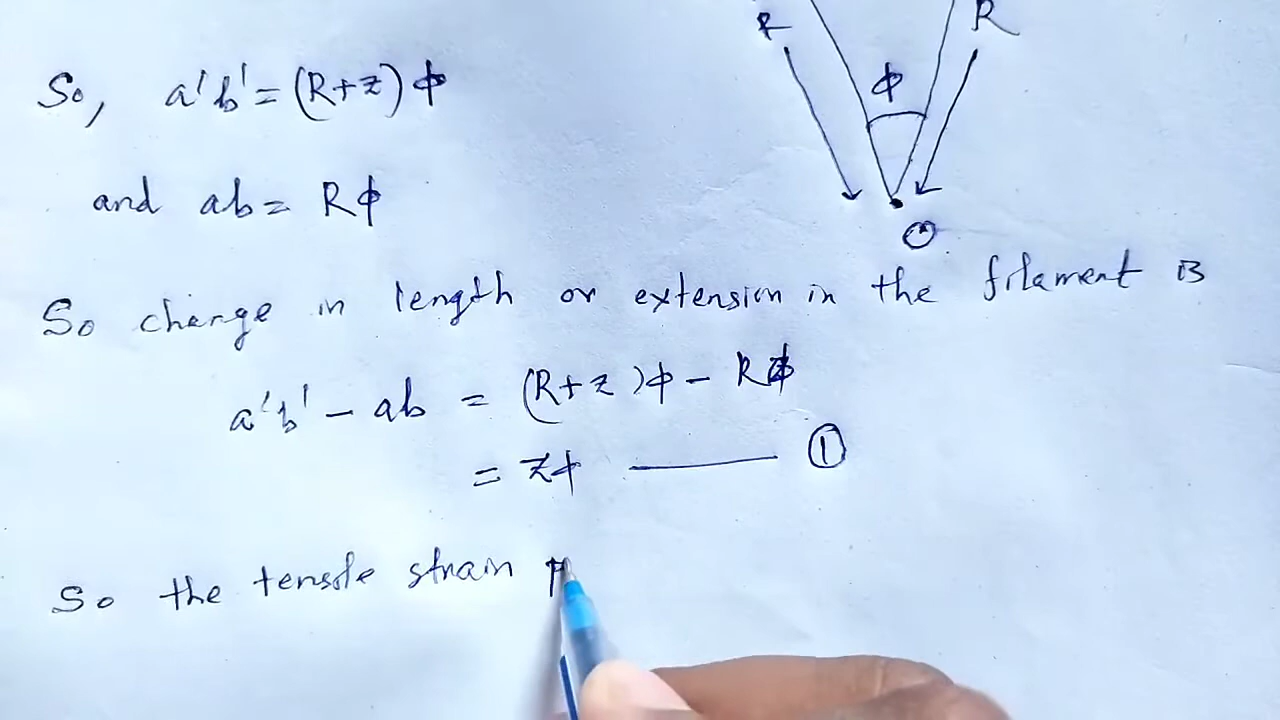 R R
So, a'b' = (R+z) ϕ
ϕ
and ab = Rϕ
O
So change in length or extension in the filament is
a'b' - ab = (R+z)ϕ - Rϕ
= zϕ ——— ①
So the tensile strain